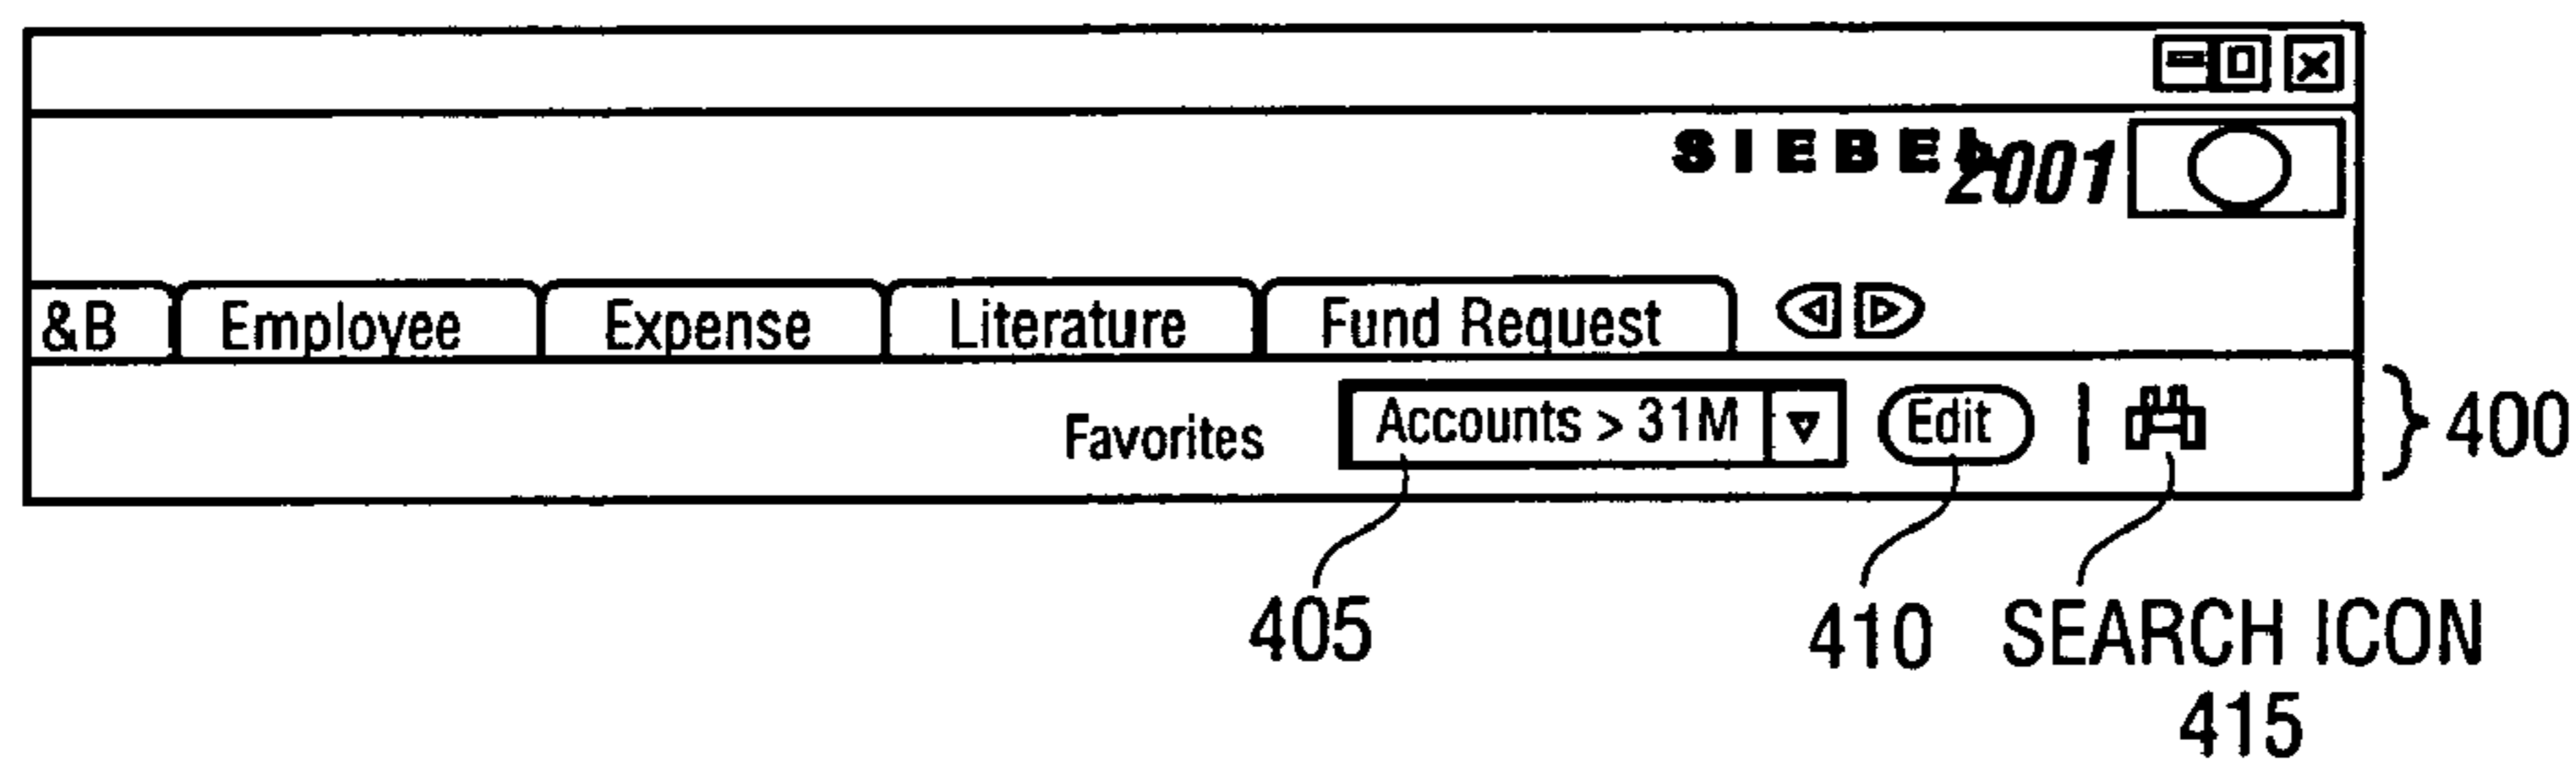 SIEBEL 2001
&B Employee Expense Literature Fund Request
Favorites Accounts > 31M Edit 400
405 410 SEARCH ICON
415